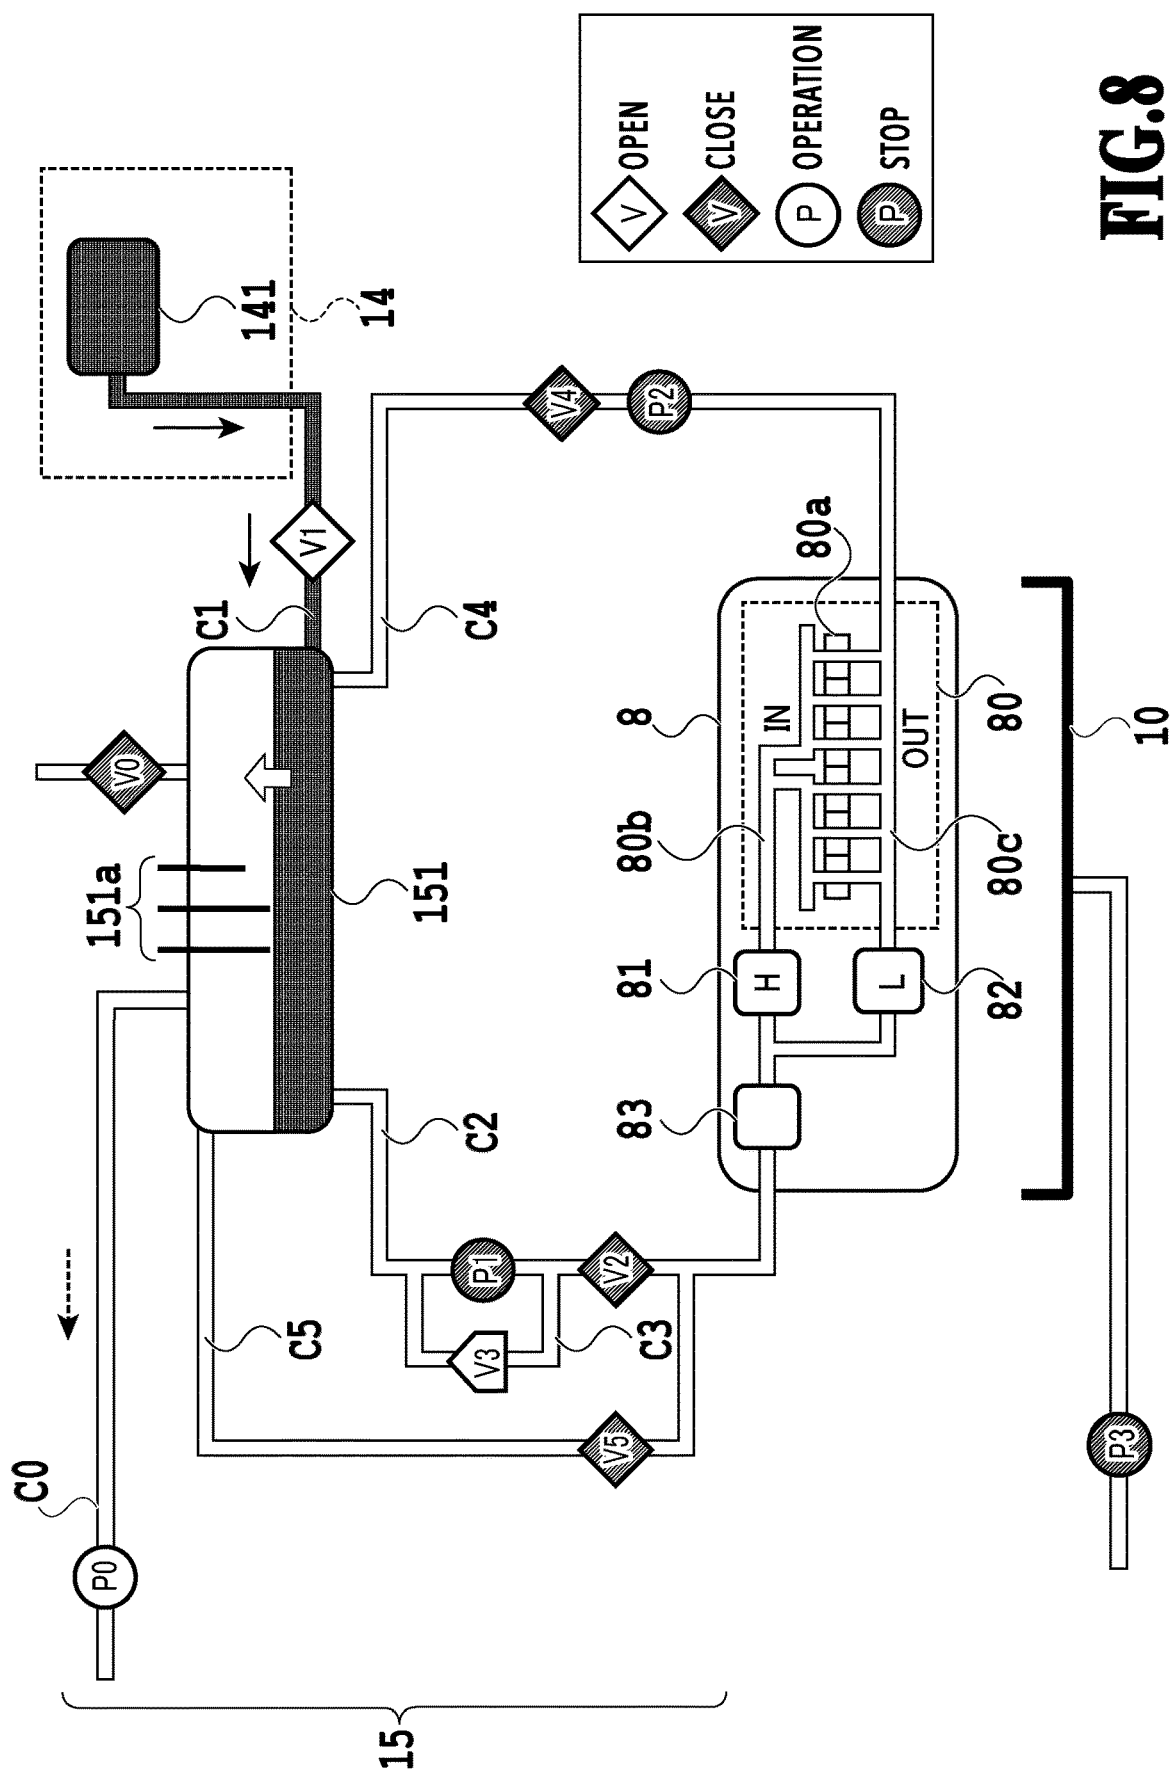 15
C0
P0
C5
151a
V0
C1
141
14
V1
151
C2
C4
P1
V3
C3
V2
V5
V4
P2
8
83
81
H
80b
IN
80a
L
82
80c
OUT
80
10
P3
V OPEN
V CLOSE
P OPERATION
P STOP
FIG.8